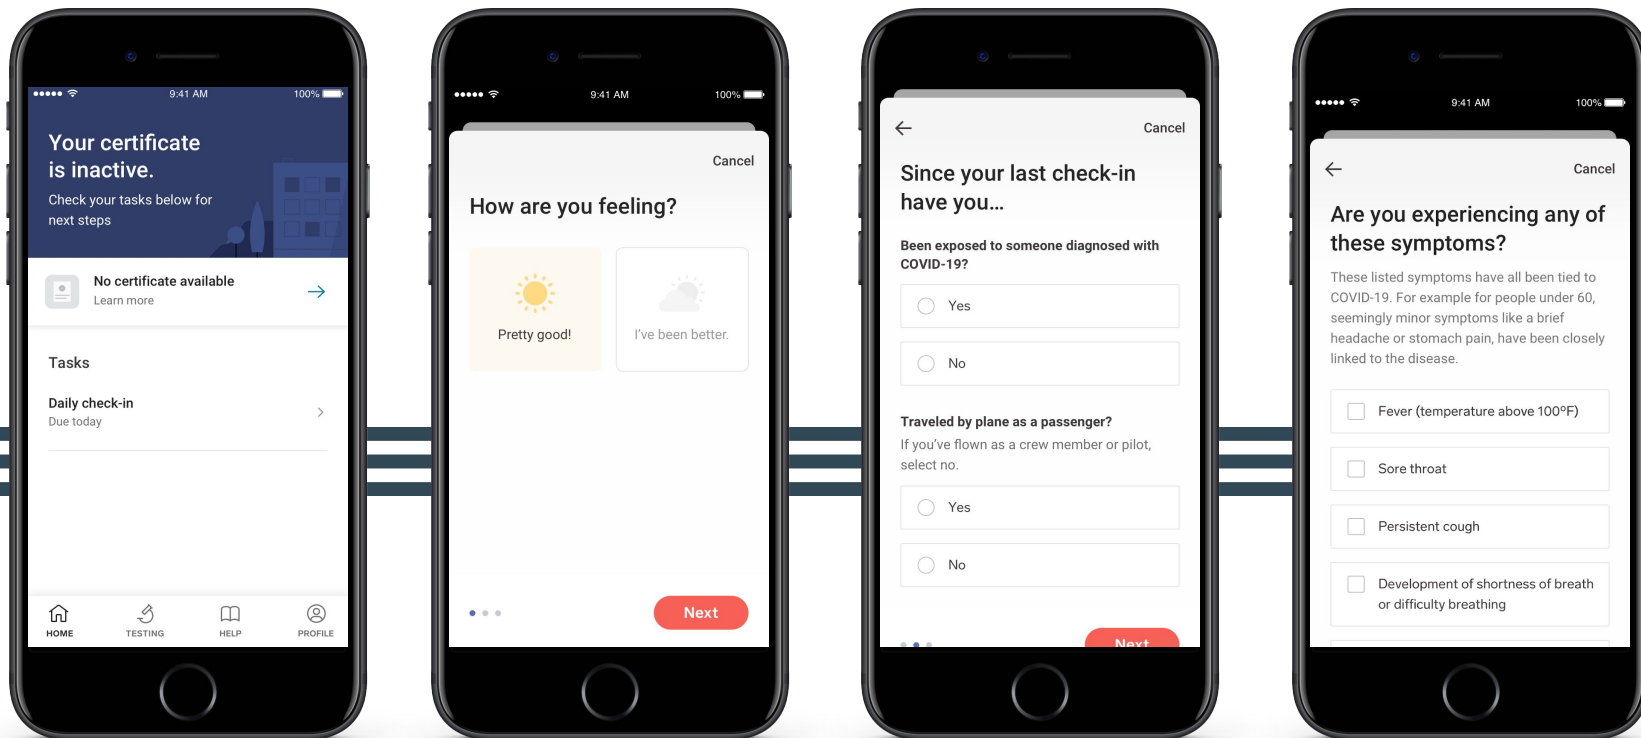 9:41 AM
100%
Your certificate
is inactive.
Check your tasks below for
next steps
No certificate available
Learn more
Tasks
Daily check-in
Due today
HOME
TESTING
HELP
PROFILE
9:41 AM
100%
Cancel
How are you feeling?
Pretty good!
I've been better.
Next
Cancel
Since your last check-in
have you...
Been exposed to someone diagnosed with
COVID-19?
Yes
No
Traveled by plane as a passenger?
If you've flown as a crew member or pilot,
select no.
Yes
No
Next
9:41 AM
100%
Cancel
Are you experiencing any of
these symptoms?
These listed symptoms have all been tied to
COVID-19. For example for people under 60,
seemingly minor symptoms like a brief
headache or stomach pain, have been closely
linked to the disease.
Fever (temperature above 100°F)
Sore throat
Persistent cough
Development of shortness of breath
or difficulty breathing